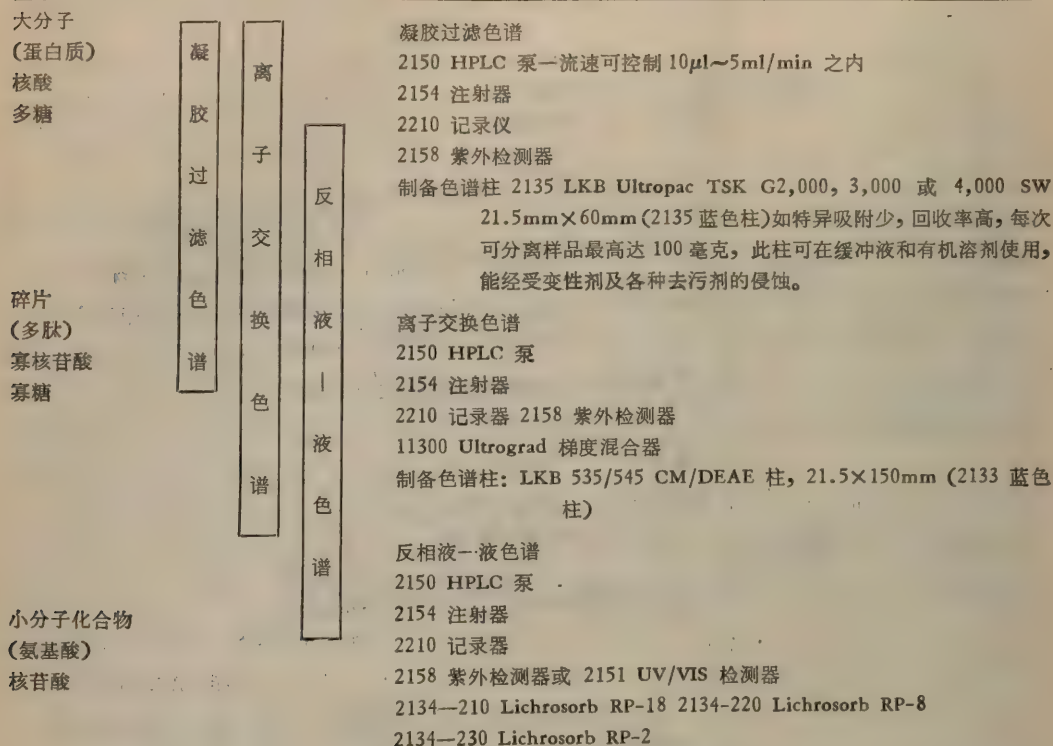 大分子
(蛋白质)
核酸
多糖
碎片
(多肽)
寡核苷酸
寡糖
小分子化合物
(氨基酸)
核苷酸
凝胶过滤色谱
离子交换色谱
反相液—液色谱
凝胶过滤色谱
2150 HPLC 泵—流速可控制 10μl~5ml/min 之内
2154 注射器
2210 记录仪
2158 紫外检测器
制备色谱柱 2135 LKB Ultropac TSK G2,000, 3,000 或 4,000 SW
21.5mm×60mm (2135 蓝色柱)如特异吸附少，回收率高，每次
可分离样品最高达 100 毫克，此柱可在缓冲液和有机溶剂使用，
能经受变性剂及各种去污剂的侵蚀。
离子交换色谱
2150 HPLC 泵
2154 注射器
2210 记录器 2158 紫外检测器
11300 Ultrograd 梯度混合器
制备色谱柱：LKB 535/545 CM/DEAE 柱，21.5×150mm (2133 蓝色
柱)
反相液—液色谱
2150 HPLC 泵
2154 注射器
2210 记录器
2158 紫外检测器或 2151 UV/VIS 检测器
2134—210 Lichrosorb RP-18 2134-220 Lichrosorb RP-8
2134—230 Lichrosorb RP-2